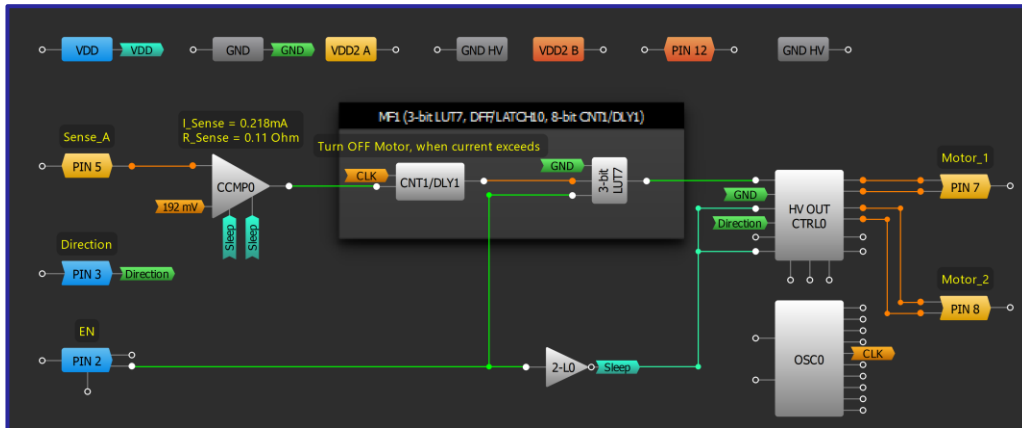 VDD VDD GND GND VDD2 A GND HV VDD2 B PIN 12 GND HV
MF1 (3-bit LUT7, DFF/LATCH10, 8-bit CNT1/DLY1)
I_Sense = 0.218mA
R_Sense = 0.11 Ohm
Sense_A
Turn OFF Motor, when current exceeds
PIN 5
CCMP0
CLK
CNT1/DLY1
GND
3-bit
LUT7
192 mV
Sleep
Sleep
GND
Direction
HV OUT
CTRL0
Motor_1
PIN 7
Direction
PIN 3
Direction
Motor_2
PIN 8
EN
PIN 2
2-L0
Sleep
OSC0
CLK